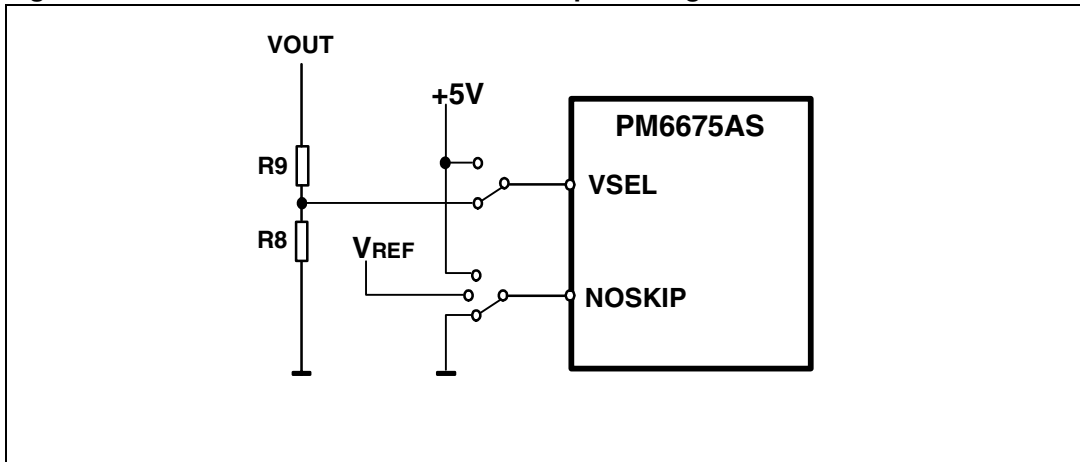 VOUT
+5V
PM6675AS
R9
VSEL
R8
VREF
NOSKIP